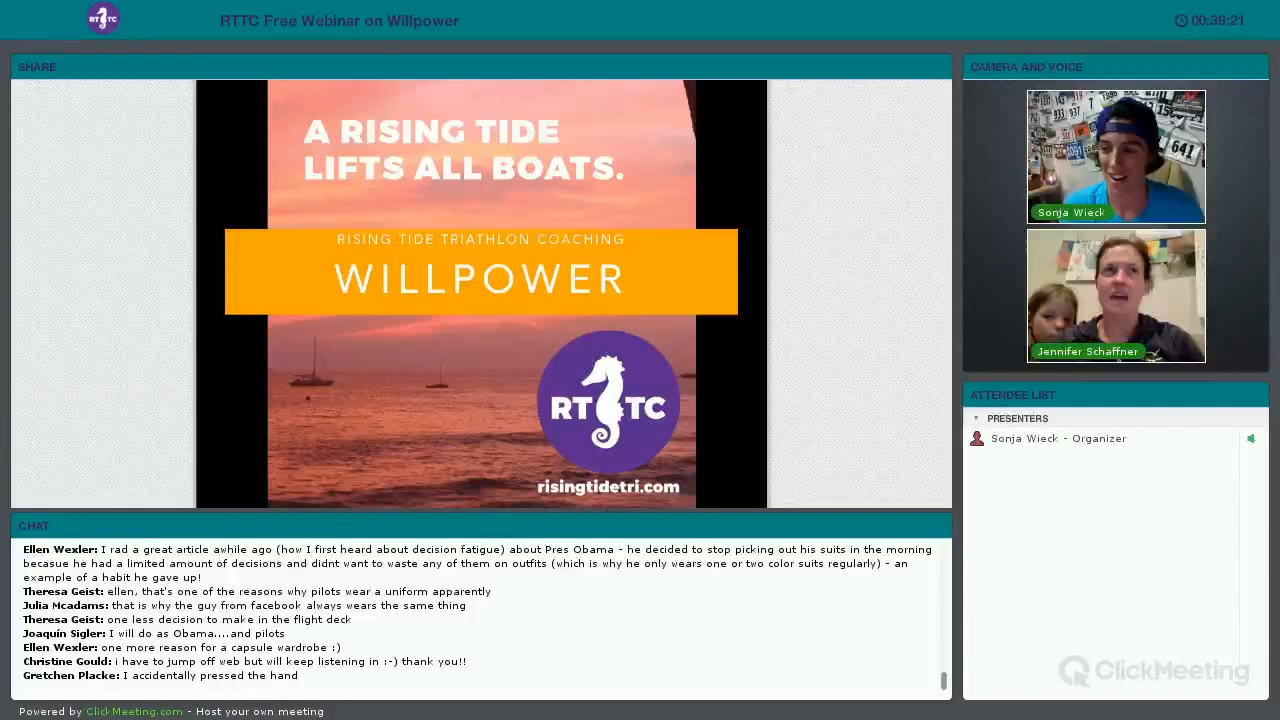 RTTC
RTTC Free Webinar on Willpower
00:39:21
SHARE
A RISING TIDE
LIFTS ALL BOATS.
RISING TIDE TRIATHLON COACHING
WILLPOWER
RT TC
risingtidetri.com
CAMERA AND VOICE
641
Sonja Wieck
Jennifer Schaffner
ATTENDEE LIST
PRESENTERS
Sonja Wieck - Organizer
CHAT
Ellen Wexler: I rad a great article awhile ago (how I first heard about decision fatigue) about Pres Obama - he decided to stop picking out his suits in the morning
becasue he had a limited amount of decisions and didnt want to waste any of them on outfits (which is why he only wears one or two color suits regularly) - an
example of a habit he gave up!
Theresa Geist: ellen, that's one of the reasons why pilots wear a uniform apparently
Julia Mcadams: that is why the guy from facebook always wears the same thing
Theresa Geist: one less decision to make in the flight deck
Joaquín Sigler: I will do as Obama....and pilots
Ellen Wexler: one more reason for a capsule wardrobe :)
Christine Gould: i have to jump off web but will keep listening in :-) thank you!!
Gretchen Placke: I accidentally pressed the hand
ClickMeeting
Powered by ClickMeeting.com - Host your own meeting